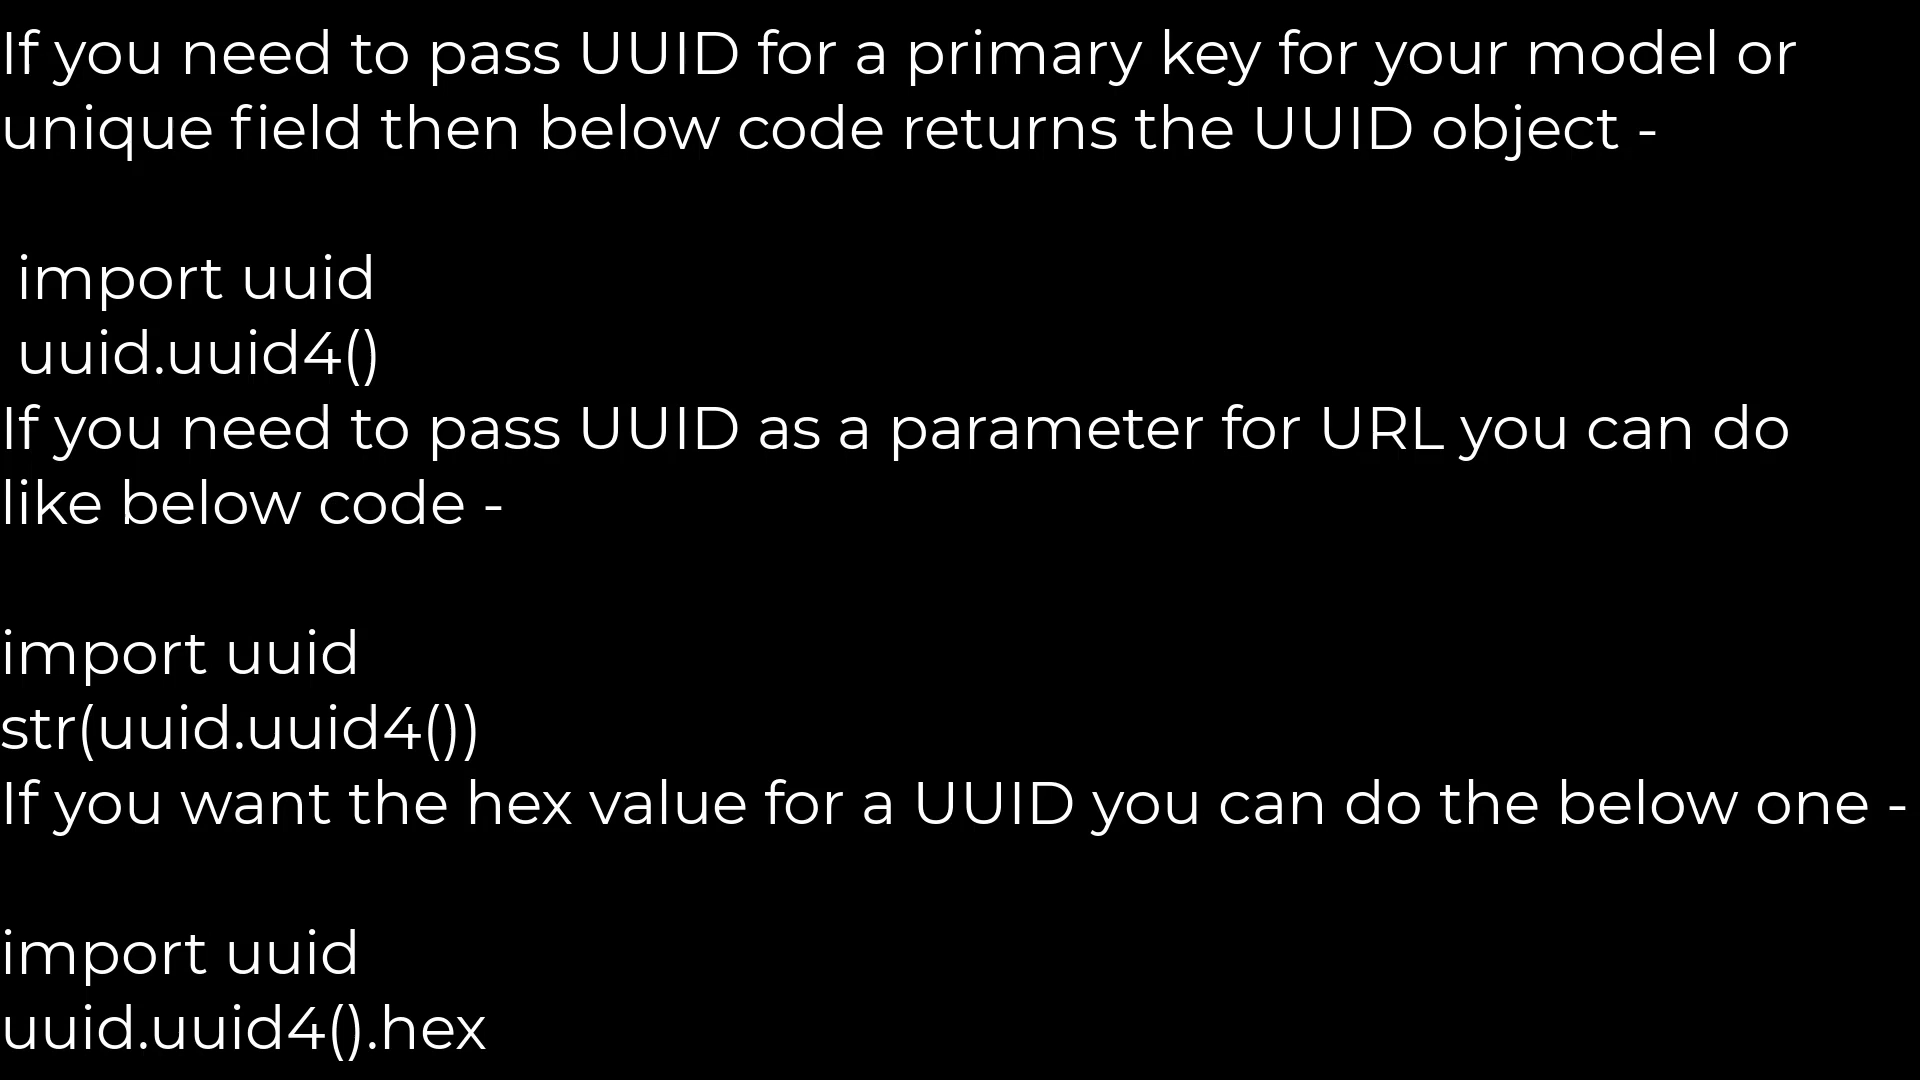 If you need to pass UUID for a primary key for your model or
unique field then below code returns the UUID object -
import uuid
uuid.uuid4()
If you need to pass UUID as a parameter for URL you can do
like below code -
import uuid
str(uuid.uuid4())
If you want the hex value for a UUID you can do the below one -
import uuid
uuid.uuid4().hex